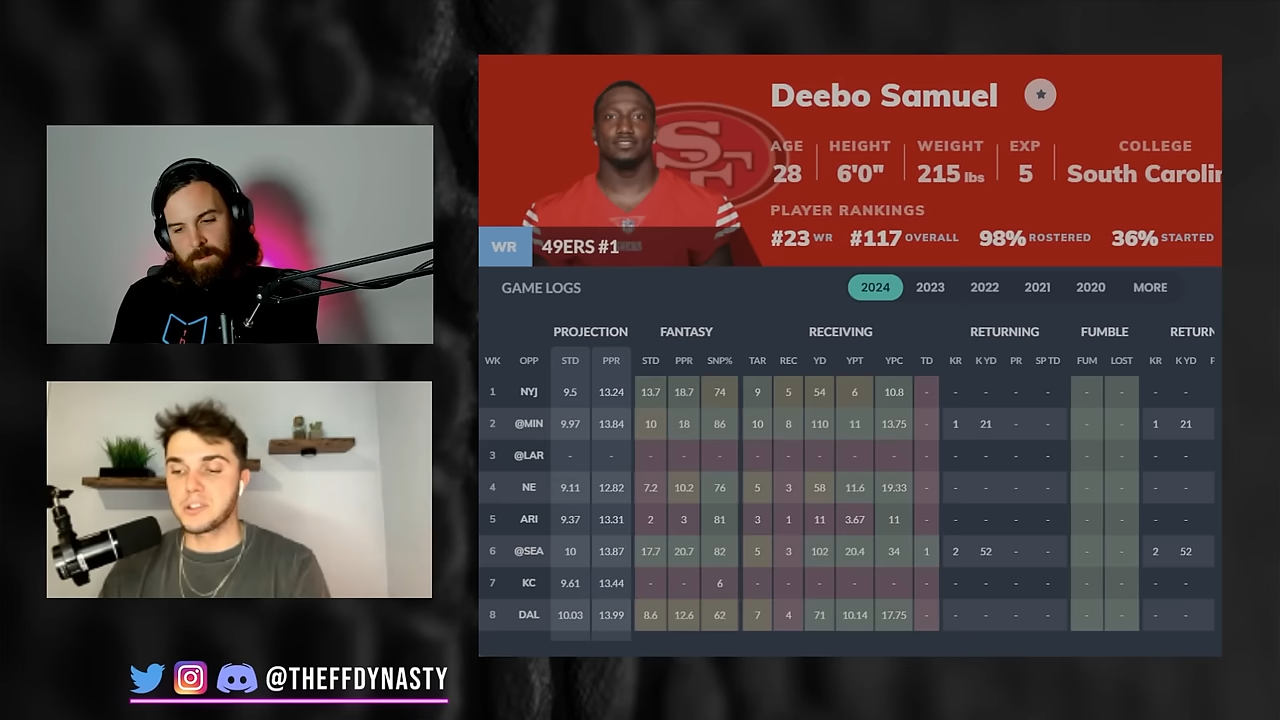 Deebo Samuel
AGE HEIGHT WEIGHT EXP COLLEGE
28 6'0" 215 lbs 5 South Carolin
PLAYER RANKINGS
#23 WR #117 OVERALL 98% ROSTERED 36% STARTED
WR 49ERS #1
SF
GAME LOGS 2024 2023 2022 2021 2020 MORE
PROJECTION FANTASY RECEIVING RETURNING FUMBLE RETURN
WK OPP STD PPR STD PPR SNP% TAR REC YD YPT YPC TD KR K YD PR SP TD FUM LOST KR K YD
1 NYJ 9.5 13.24 13.7 18.7 74 9 5 54 6 10.8 - - - - - - - - -
2 @MIN 9.97 13.84 10 18 86 10 8 110 11 13.75 - 1 21 - - - - 1 21
3 @LAR - - - - - - - - - - - - - - - - - - -
4 NE 9.11 12.82 7.2 10.2 76 5 3 58 11.6 19.33 - - - - - - - - -
5 ARI 9.37 13.31 2 3 81 3 1 11 3.67 11 - - - - - - - - -
6 @SEA 10 13.87 17.7 20.7 82 5 3 102 20.4 34 1 2 52 - - - - 2 52
7 KC 9.61 13.44 - - 6 - - - - - - - - - - - - - -
8 DAL 10.03 13.99 8.6 12.6 62 7 4 71 10.14 17.75 - - - - - - - - -
@THEFFDYNASTY